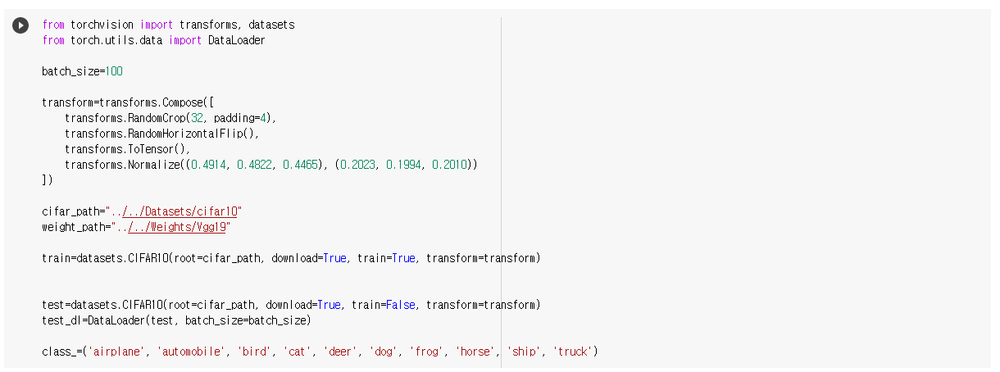 from torchvision import transforms, datasets
from torch.utils.data import DataLoader
batch_size=100
transform=transforms.Compose([
    transforms.RandomCrop(32, padding=4),
    transforms.RandomHorizontalFlip(),
    transforms.ToTensor(),
    transforms.Normalize((0.4914, 0.4822, 0.4465), (0.2023, 0.1994, 0.2010))
])
cifar_path="../../Datasets/cifar10"
weight_path="../../Weights/Vgg19"
train=datasets.CIFAR10(root=cifar_path, download=True, train=True, transform=transform)
test=datasets.CIFAR10(root=cifar_path, download=True, train=False, transform=transform)
test_dl=DataLoader(test, batch_size=batch_size)
class_=('airplane', 'automobile', 'bird', 'cat', 'deer', 'dog', 'frog', 'horse', 'ship', 'truck')